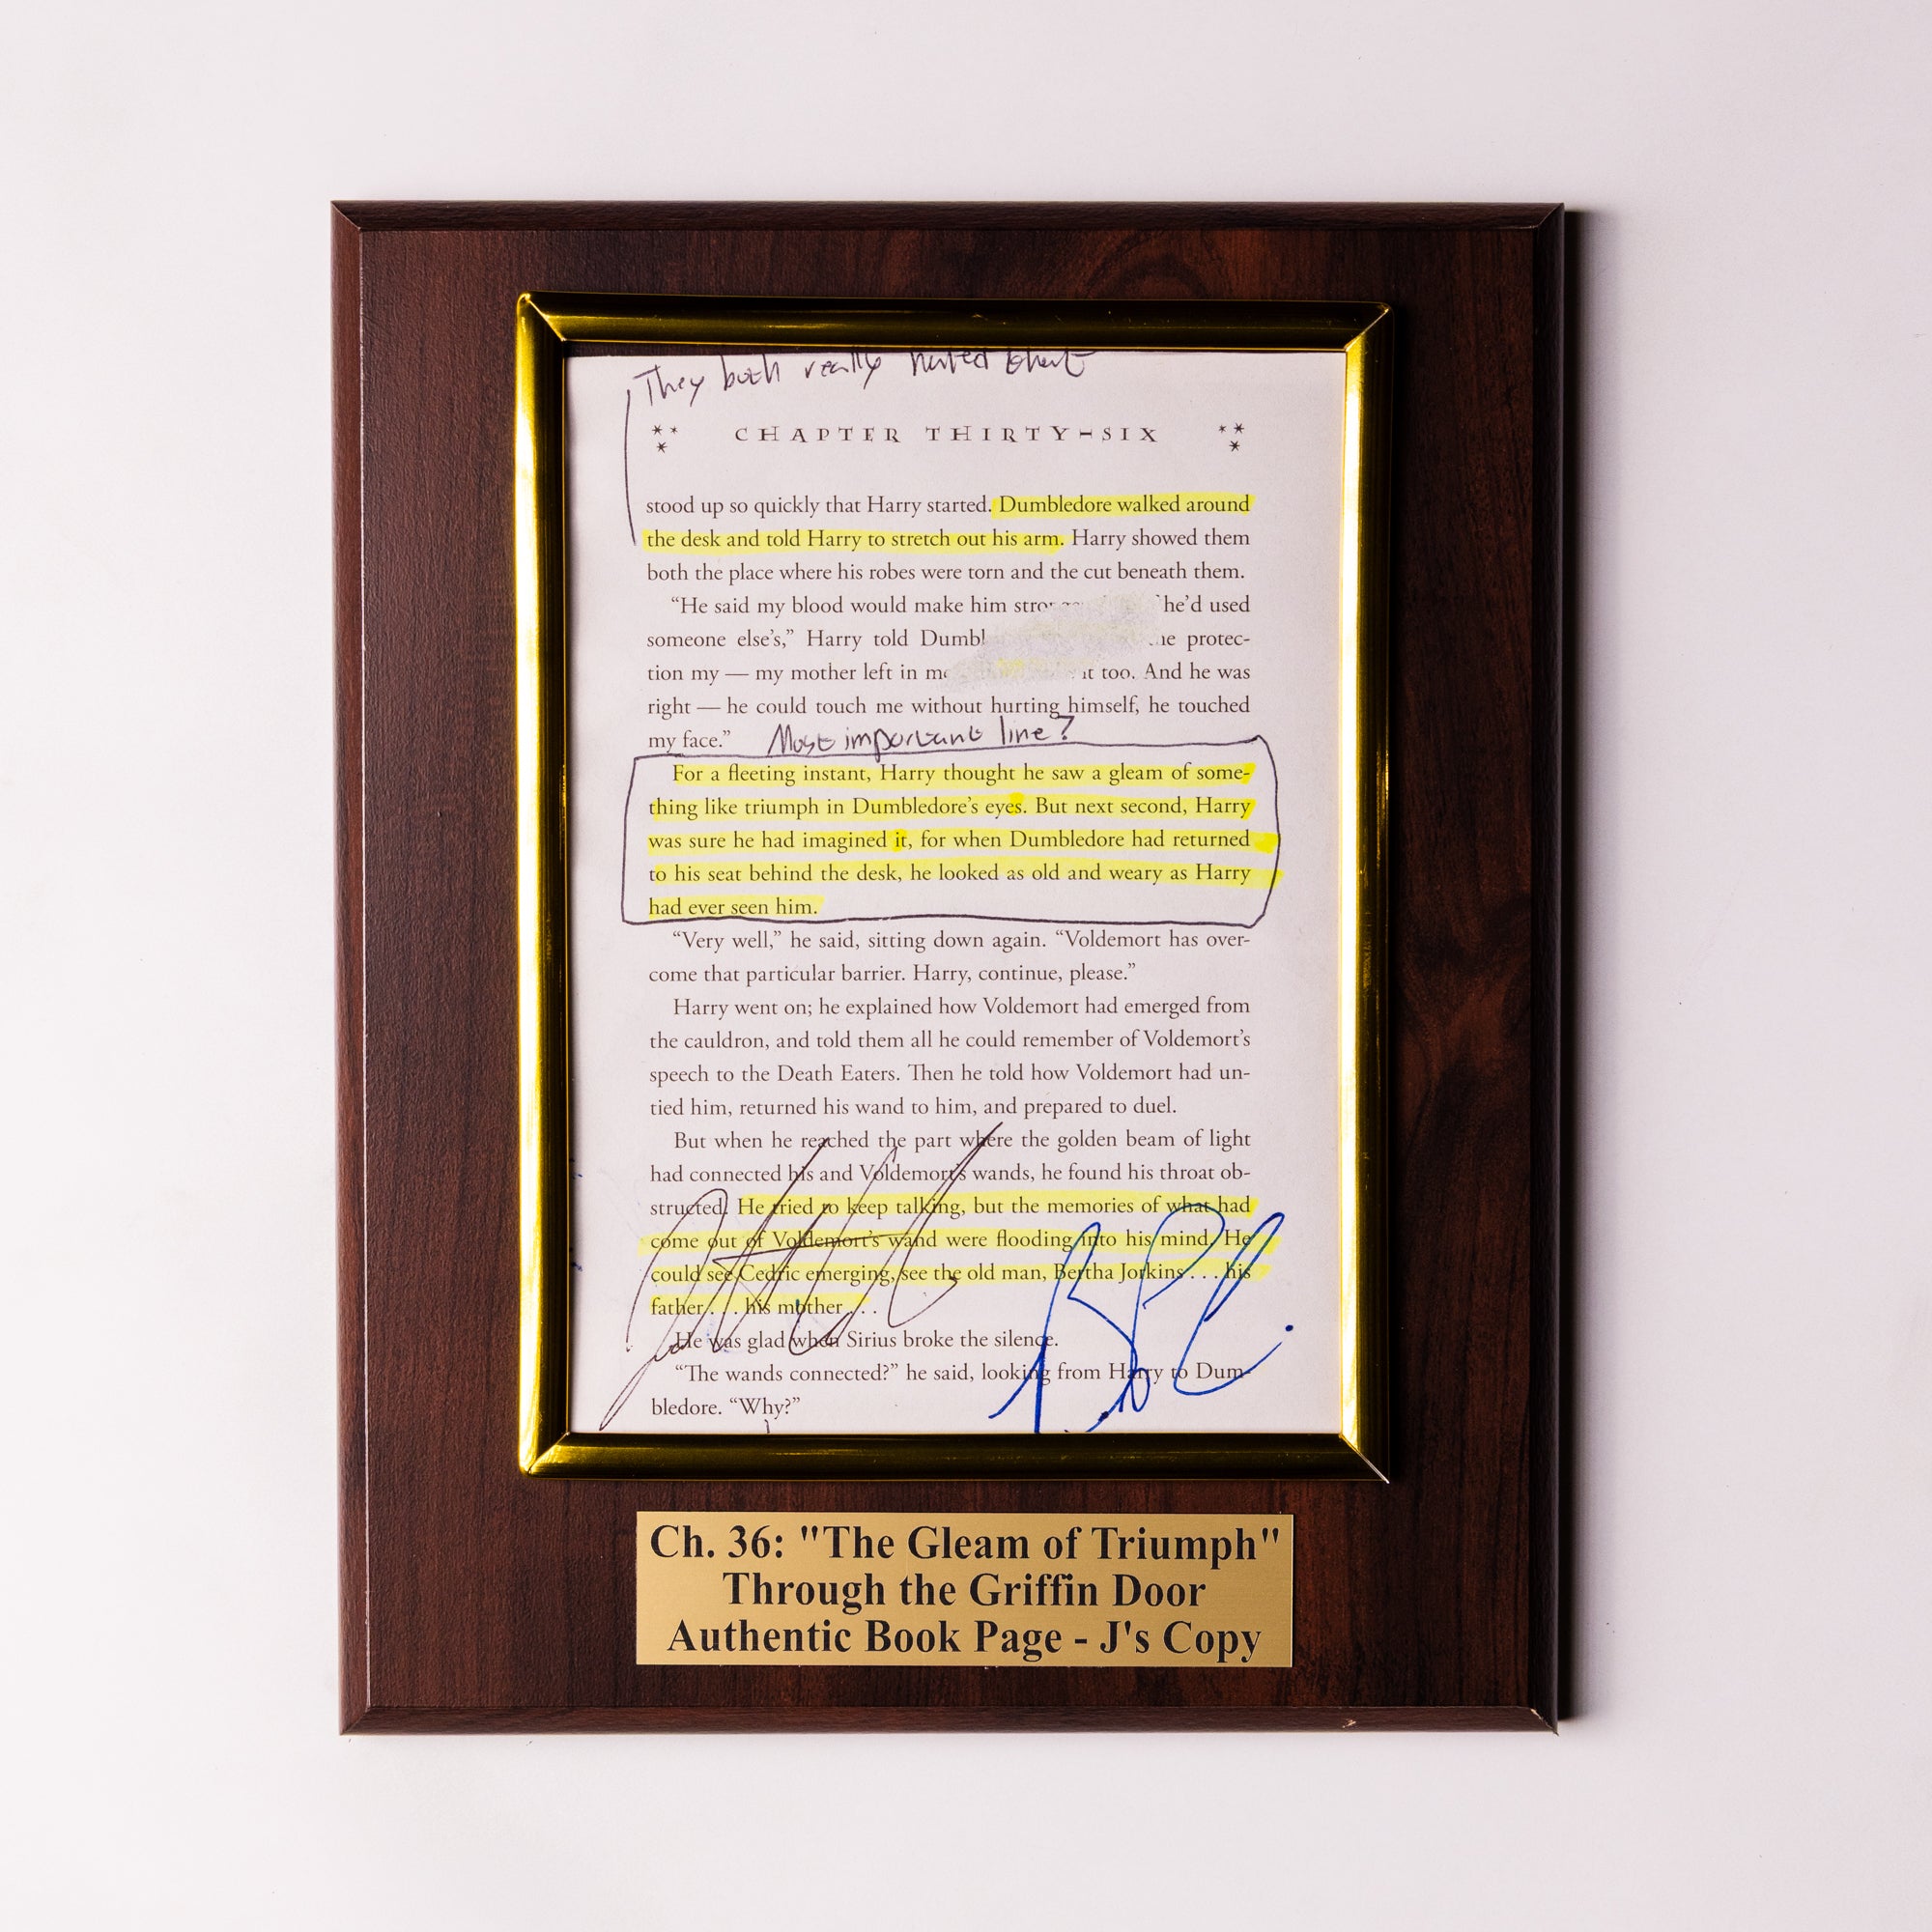 They both really hated that
CHAPTER THIRTY-SIX
stood up so quickly that Harry started. Dumbledore walked around
the desk and told Harry to stretch out his arm. Harry showed them
both the place where his robes were torn and the cut beneath them.
“He said my blood would make him he’d used
someone else’s,” Harry told protec-
tion my — my mother left in it too. And he was
right — he could touch me without hurting himself, he touched
my face.” Most important line?
For a fleeting instant, Harry thought he saw a gleam of some-
thing like triumph in Dumbledore’s eyes. But next second, Harry
was sure he had imagined it, for when Dumbledore had returned
to his seat behind the desk, he looked as old and weary as Harry
had ever seen him.
“Very well,” he said, sitting down again. “Voldemort has over-
come that particular barrier. Harry, continue, please.”
Harry went on; he explained how Voldemort had emerged from
the cauldron, and told them all he could remember of Voldemort’s
speech to the Death Eaters. Then he told how Voldemort had un-
tied him, returned his wand to him, and prepared to duel.
But when he reached the part where the golden beam of light
had connected his and Voldemort’s wands, he found his throat ob-
structed. He tried to keep talking, but the memories of what had
come out of Voldemort’s wand were flooding into his mind. He
could see Cedric emerging, see the old man, Bertha Jorkins . . . his
father . . . his mother . . .
He was glad when Sirius broke the silence.
“The wands connected?” he said, looking from Harry to Dum-
bledore. “Why?”
Ch. 36: "The Gleam of Triumph"
Through the Griffin Door
Authentic Book Page - J's Copy